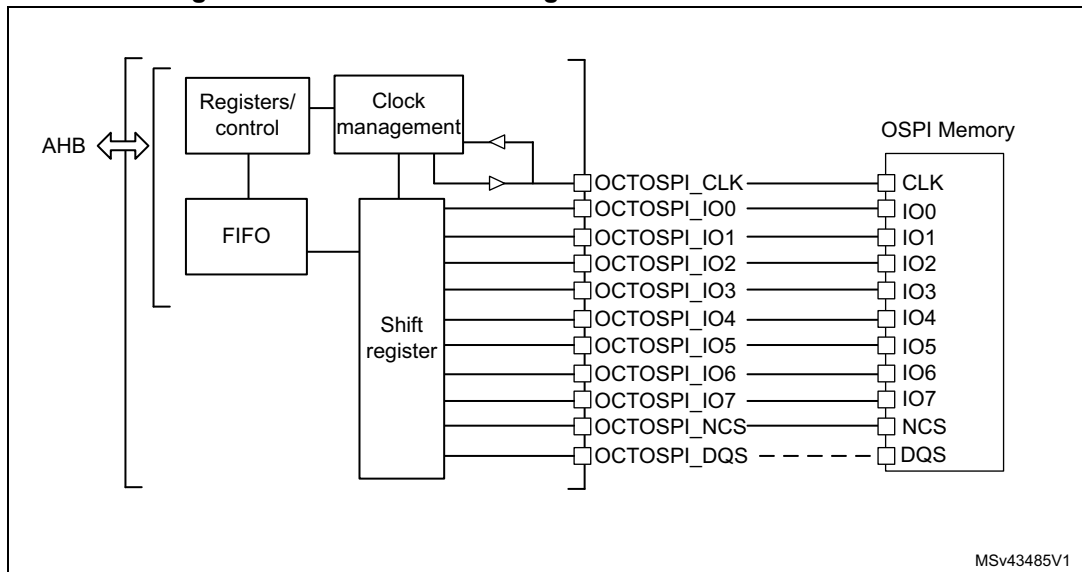 AHB
Registers/
control
Clock
management
FIFO
Shift
register
OCTOSPI_CLK
OCTOSPI_IO0
OCTOSPI_IO1
OCTOSPI_IO2
OCTOSPI_IO3
OCTOSPI_IO4
OCTOSPI_IO5
OCTOSPI_IO6
OCTOSPI_IO7
OCTOSPI_NCS
OCTOSPI_DQS
OSPI Memory
CLK
IO0
IO1
IO2
IO3
IO4
IO5
IO6
IO7
NCS
DQS
MSv43485V1